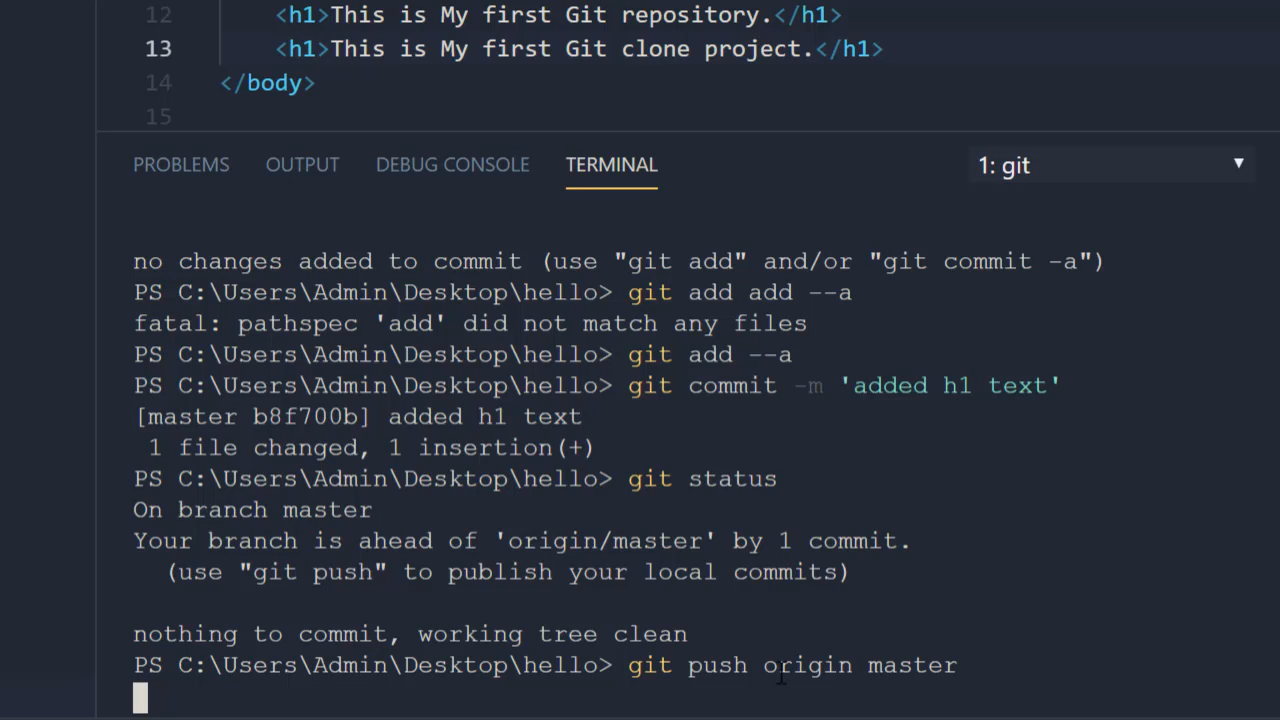 12 <h1>This is My first Git repository.</h1>
13 <h1>This is My first Git clone project.</h1>
14 </body>
15
PROBLEMS OUTPUT DEBUG CONSOLE TERMINAL 1: git
no changes added to commit (use "git add" and/or "git commit -a")
PS C:\Users\Admin\Desktop\hello> git add add --a
fatal: pathspec 'add' did not match any files
PS C:\Users\Admin\Desktop\hello> git add --a
PS C:\Users\Admin\Desktop\hello> git commit -m 'added h1 text'
[master b8f700b] added h1 text
 1 file changed, 1 insertion(+)
PS C:\Users\Admin\Desktop\hello> git status
On branch master
Your branch is ahead of 'origin/master' by 1 commit.
  (use "git push" to publish your local commits)
nothing to commit, working tree clean
PS C:\Users\Admin\Desktop\hello> git push origin master